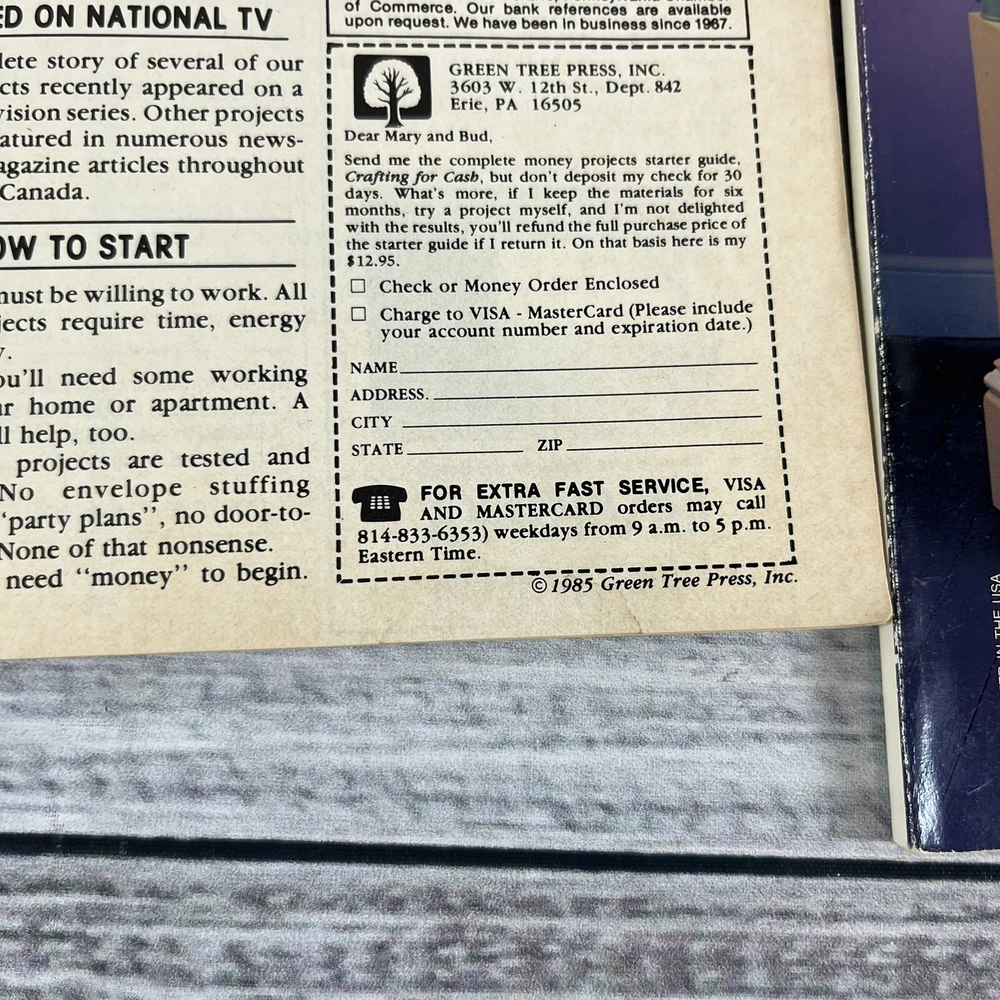 ED ON NATIONAL TV
lete story of several of our
cts recently appeared on a
vision series. Other projects
atured in numerous news-
agazine articles throughout
Canada.
OW TO START
must be willing to work. All
jects require time, energy
y.
ou'll need some working
ur home or apartment. A
ll help, too.
projects are tested and
No envelope stuffing
"party plans", no door-to-
None of that nonsense.
need "money" to begin.
of Commerce. Our bank references are available
upon request. We have been in business since 1967.
GREEN TREE PRESS, INC.
3603 W. 12th St., Dept. 842
Erie, PA 16505
Dear Mary and Bud,
Send me the complete money projects starter guide,
Crafting for Cash, but don't deposit my check for 30
days. What's more, if I keep the materials for six
months, try a project myself, and I'm not delighted
with the results, you'll refund the full purchase price of
the starter guide if I return it. On that basis here is my
$12.95.
☐ Check or Money Order Enclosed
☐ Charge to VISA - MasterCard (Please include
your account number and expiration date.)
NAME
ADDRESS.
CITY
STATE ZIP
FOR EXTRA FAST SERVICE, VISA
AND MASTERCARD orders may call
814-833-6353) weekdays from 9 a.m. to 5 p.m.
Eastern Time.
© 1985 Green Tree Press, Inc.
IN THE USA